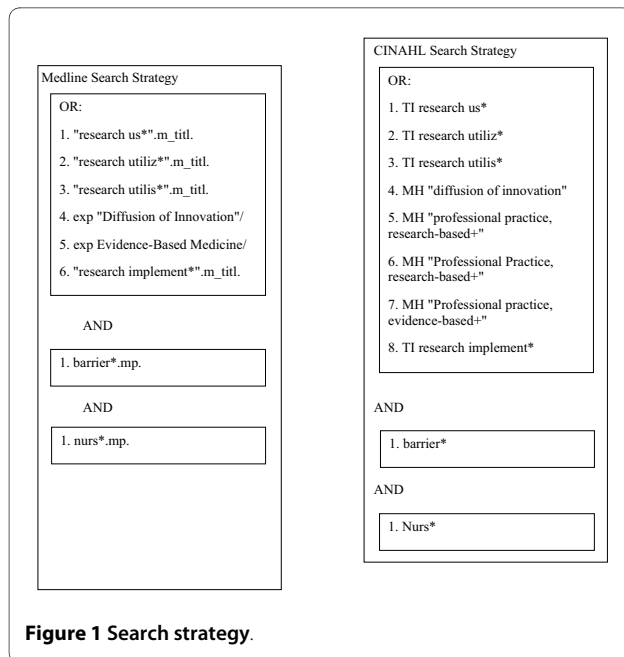 Medline Search Strategy
OR:
1. "research us*".m_titl.
2. "research utiliz*".m_titl.
3. "research utilis*".m_titl.
4. exp "Diffusion of Innovation"/
5. exp Evidence-Based Medicine/
6. "research implement*".m_titl.
AND
1. barrier*.mp.
AND
1. nurs*.mp.
CINAHL Search Strategy
OR:
1. TI research us*
2. TI research utiliz*
3. TI research utilis*
4. MH "diffusion of innovation"
5. MH "professional practice,
research-based+"
6. MH "Professional Practice,
research-based+"
7. MH "Professional practice,
evidence-based+"
8. TI research implement*
AND
1. barrier*
AND
1. Nurs*
Figure 1 Search strategy.